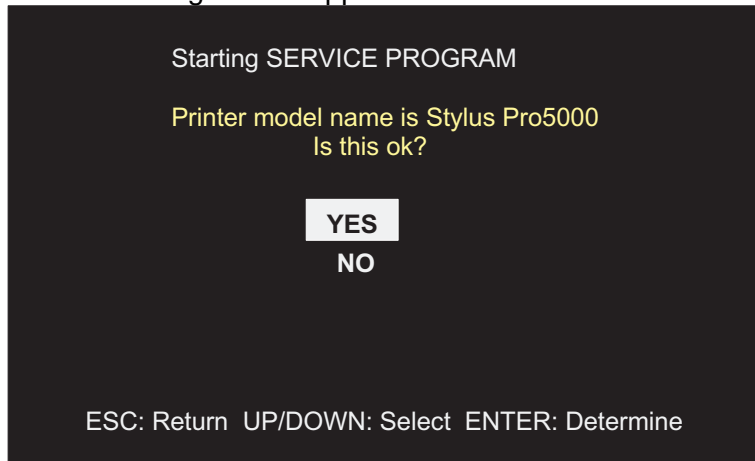 Starting SERVICE PROGRAM
Printer model name is Stylus Pro5000
Is this ok?
YES
NO
ESC: Return  UP/DOWN: Select  ENTER: Determine